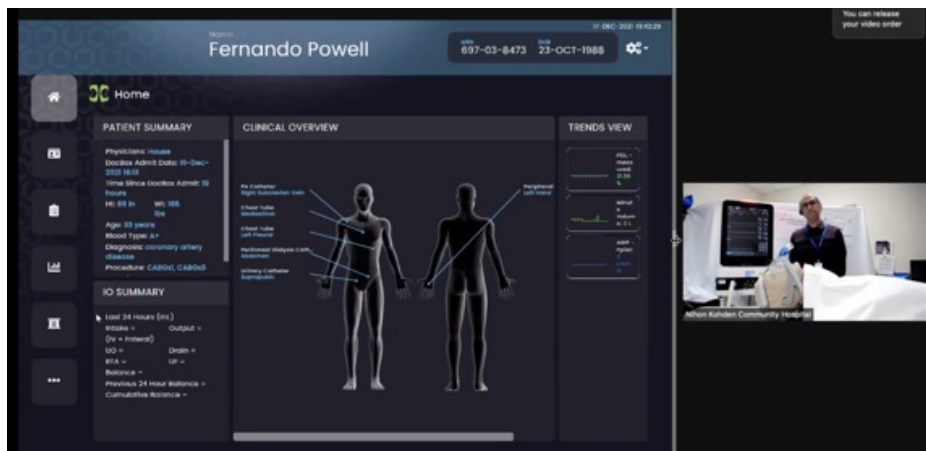 17-DEC-2021 13:42:29
Name
Fernando Powell
MRN
697-03-8473
DOB
23-OCT-1988
You can release
your video order
Home
PATIENT SUMMARY
Physicians: House
DocBox Admit Date: 16-Dec-
2021 18:13
Time Since DocBox Admit: 19
hours
Ht: 66 in Wt: 165
lbs
Age: 33 years
Blood Type: A+
Diagnosis: coronary artery
disease
Procedure: CABGx1, CABGx3
IO SUMMARY
Last 24 Hours (mL)
Intake = Output =
(IV + Enteral)
UO = Drain =
UF =
Balance =
Previous 24 Hour Balance =
Cumulative Balance =
CLINICAL OVERVIEW
PA Catheter
Right Subclavian Vein
Chest Tube
Mediastinal
Chest Tube
Left Pleural
Peritoneal Dialysis Cath
Abdomen
Urinary Catheter
Suprapubic
Peripheral
Left Hand
TRENDS VIEW
meas
ured:
%
Minut
e
Volum
Nihon Kohden Community Hospital